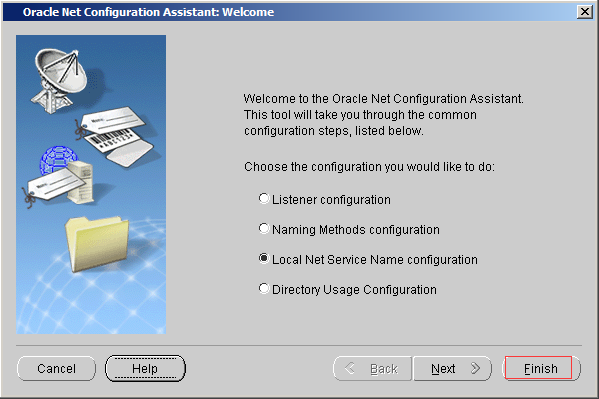 Oracle Net Configuration Assistant: Welcome
Welcome to the Oracle Net Configuration Assistant.
This tool will take you through the common
configuration steps, listed below.
Choose the configuration you would like to do:
Listener configuration
Naming Methods configuration
Local Net Service Name configuration
Directory Usage Configuration
Cancel
Help
Back
Next
Finish